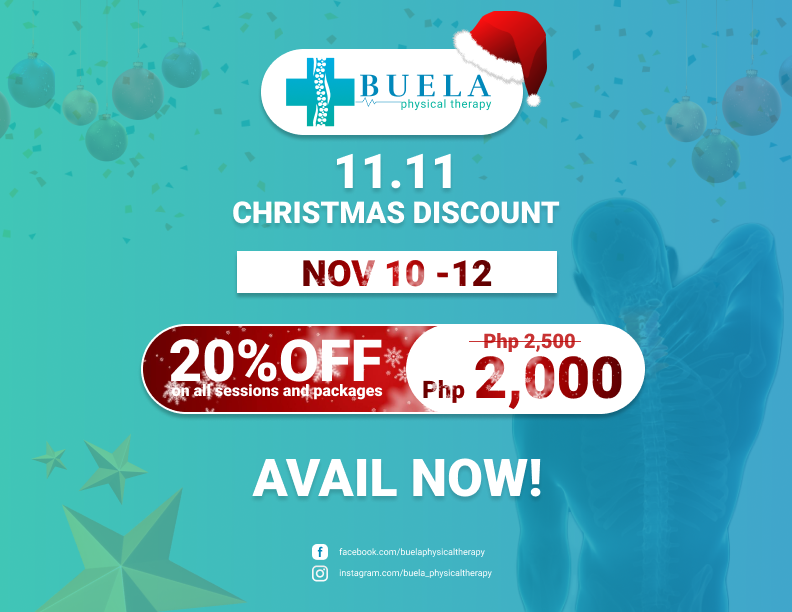 BUELA
physical therapy
11.11
CHRISTMAS DISCOUNT
NOV 10 -12
20%OFF
on all sessions and packages
Php 2,500
Php 2,000
AVAIL NOW!
facebook.com/buelaphysicaltherapy
instagram.com/buela_physicaltherapy